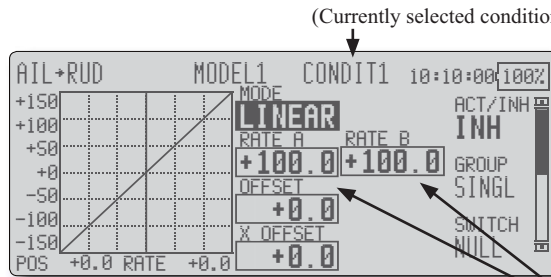 (Currently selected condition
AIL→RUD MODEL1 CONDIT1 10:10:00 100%
+150
+100
+50
+0
-50
-100
-150
POS +0.0 RATE +0.0
MODE
LINEAR
RATE A RATE B
+100.0 +100.0
OFFSET
+0.0
X OFFSET
+0.0
ACT/INH
INH
GROUP
SINGL
SWITCH
NULL